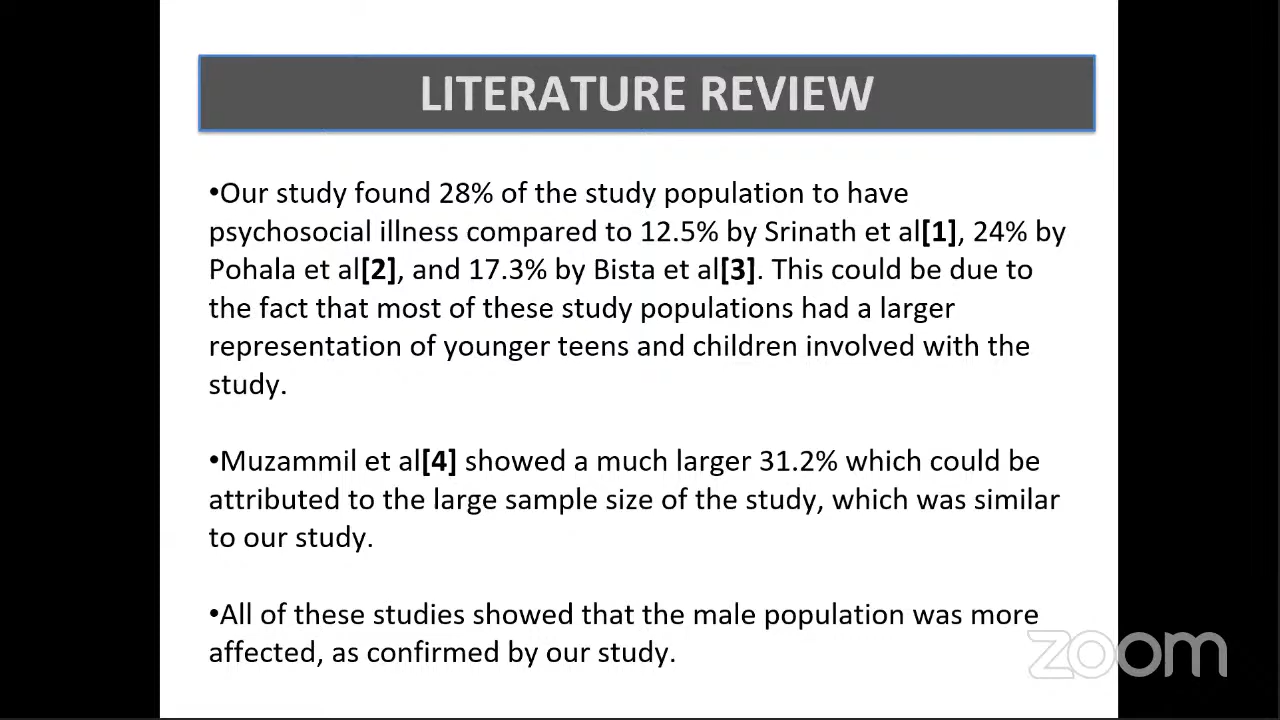 LITERATURE REVIEW
•Our study found 28% of the study population to have
psychosocial illness compared to 12.5% by Srinath et al[1], 24% by
Pohala et al[2], and 17.3% by Bista et al[3]. This could be due to
the fact that most of these study populations had a larger
representation of younger teens and children involved with the
study.
•Muzammil et al[4] showed a much larger 31.2% which could be
attributed to the large sample size of the study, which was similar
to our study.
•All of these studies showed that the male population was more
affected, as confirmed by our study.
zoom